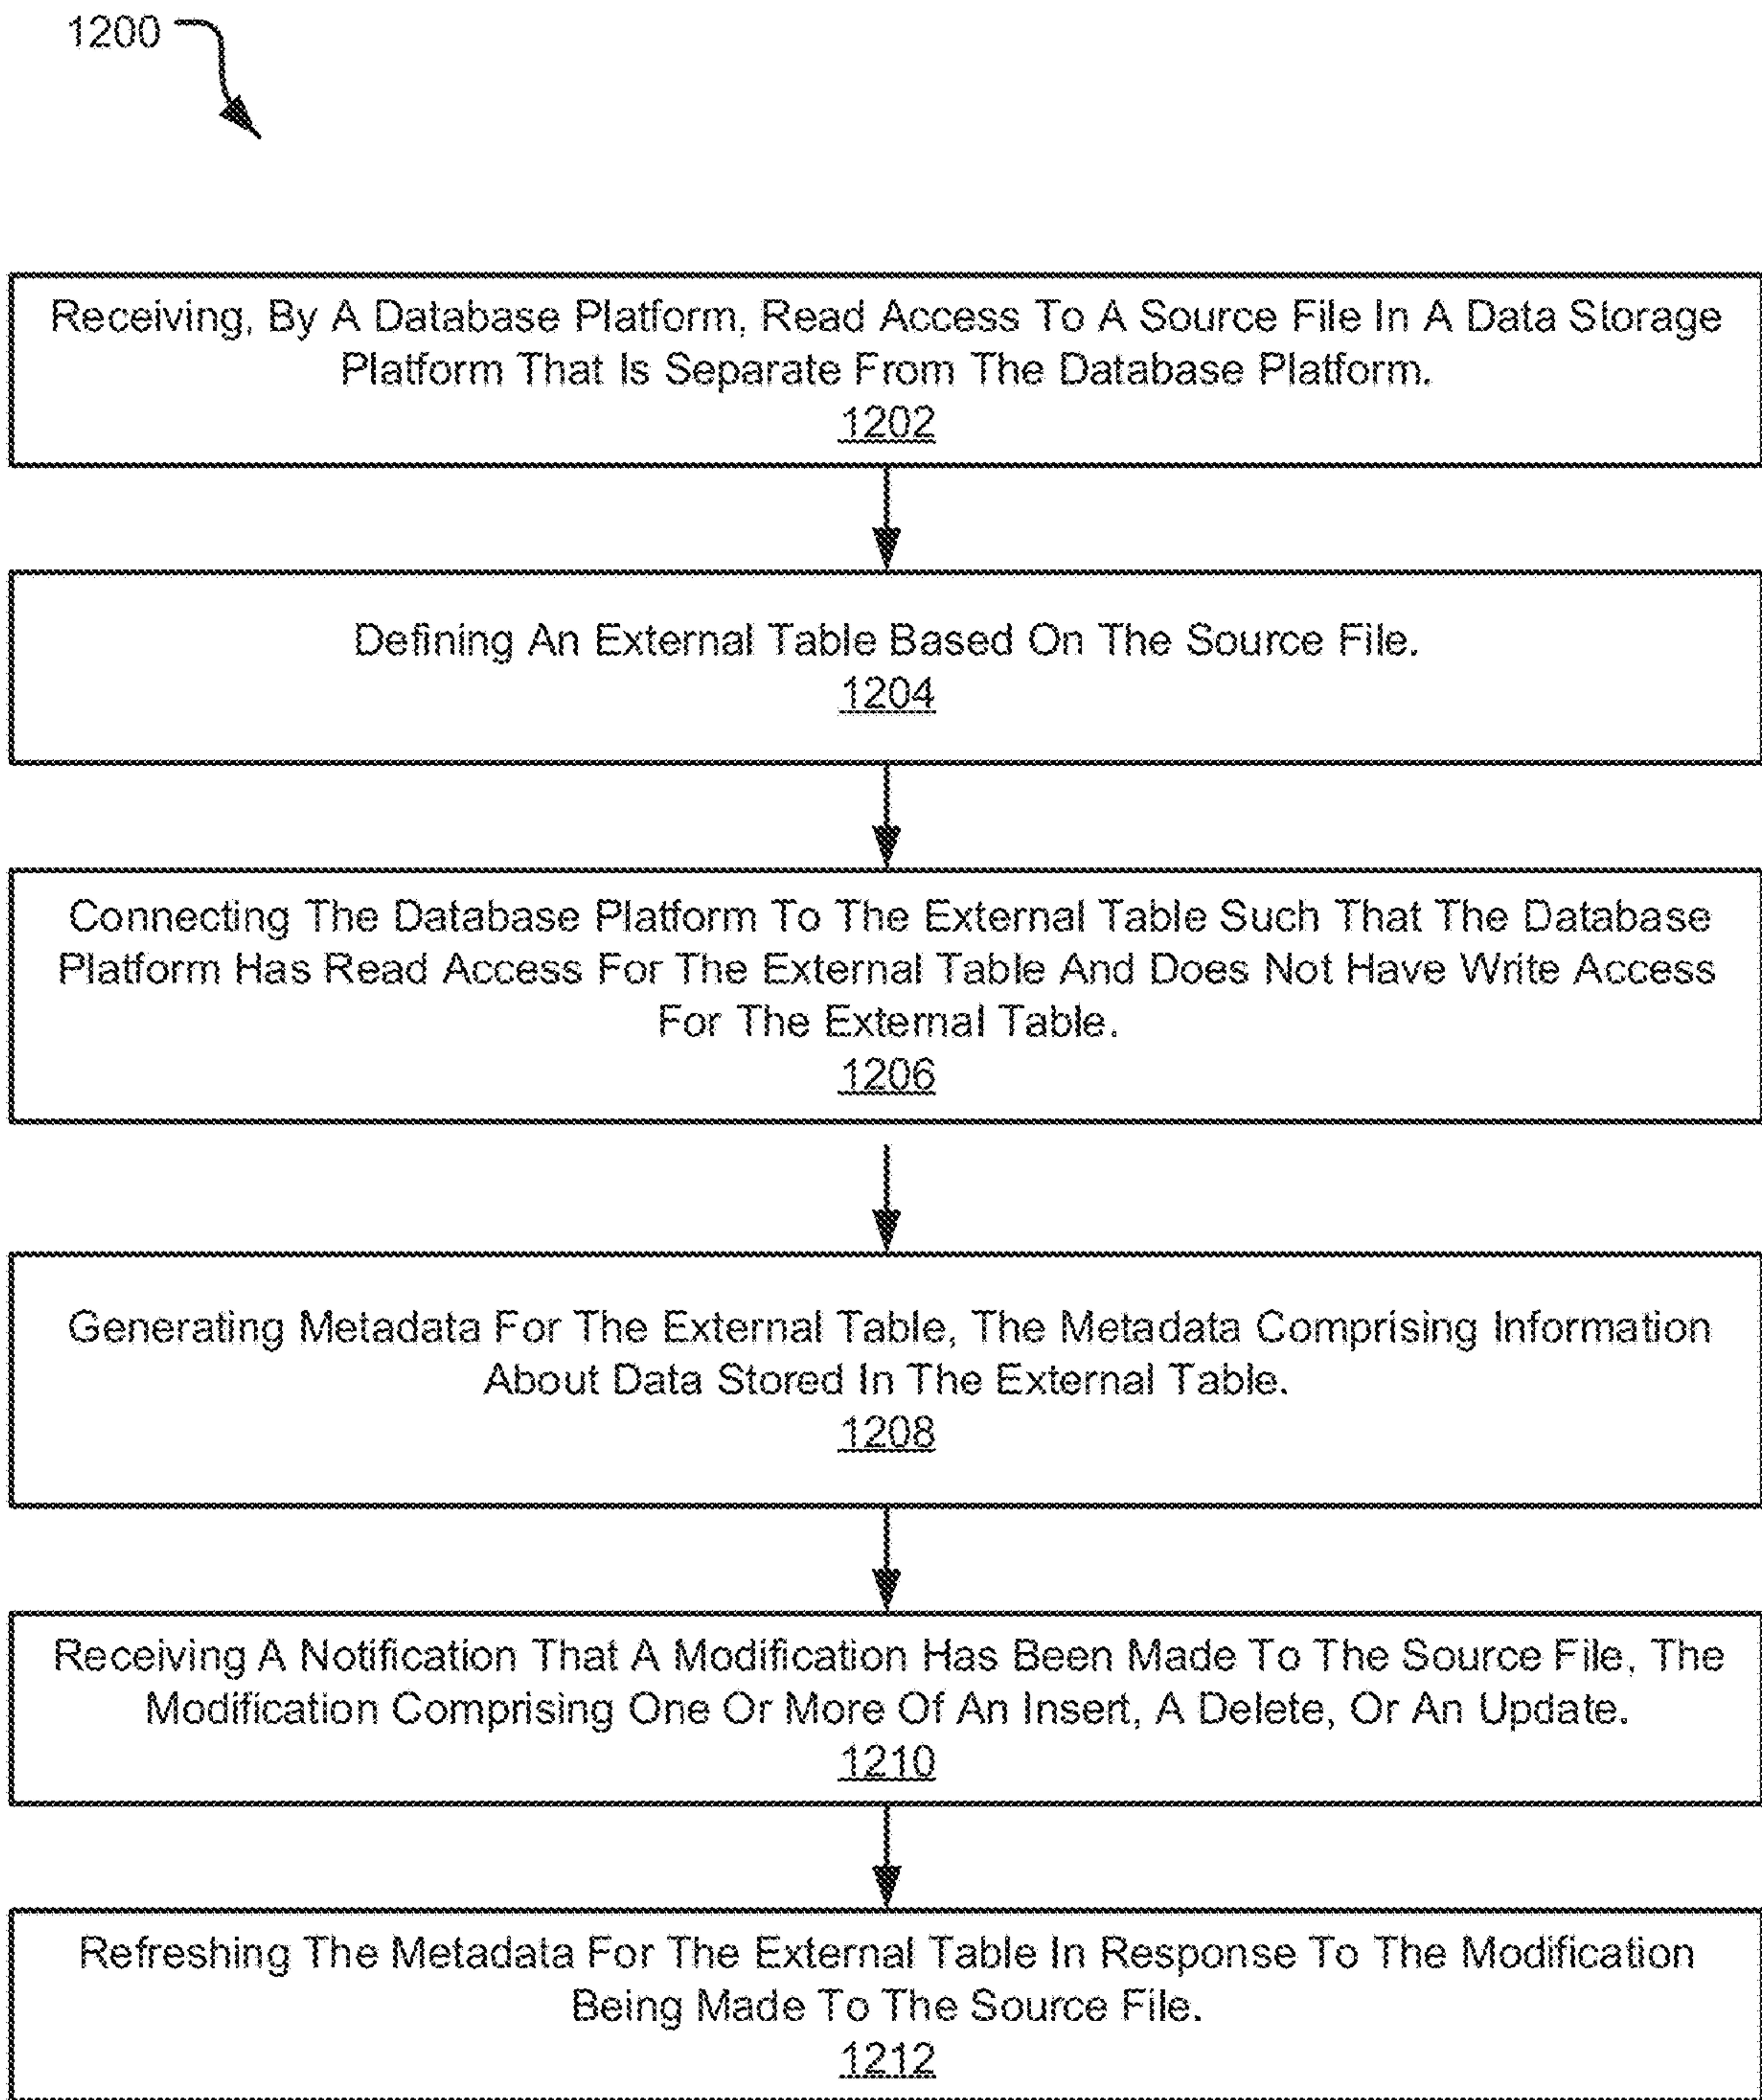 1200
Receiving, By A Database Platform, Read Access To A Source File In A Data Storage
Platform That Is Separate From The Database Platform.
1202
Defining An External Table Based On The Source File.
1204
Connecting The Database Platform To The External Table Such That The Database
Platform Has Read Access For The External Table And Does Not Have Write Access
For The External Table.
1206
Generating Metadata For The External Table, The Metadata Comprising Information
About Data Stored In The External Table.
1208
Receiving A Notification That A Modification Has Been Made To The Source File, The
Modification Comprising One Or More Of An Insert, A Delete, Or An Update.
1210
Refreshing The Metadata For The External Table In Response To The Modification
Being Made To The Source File.
1212